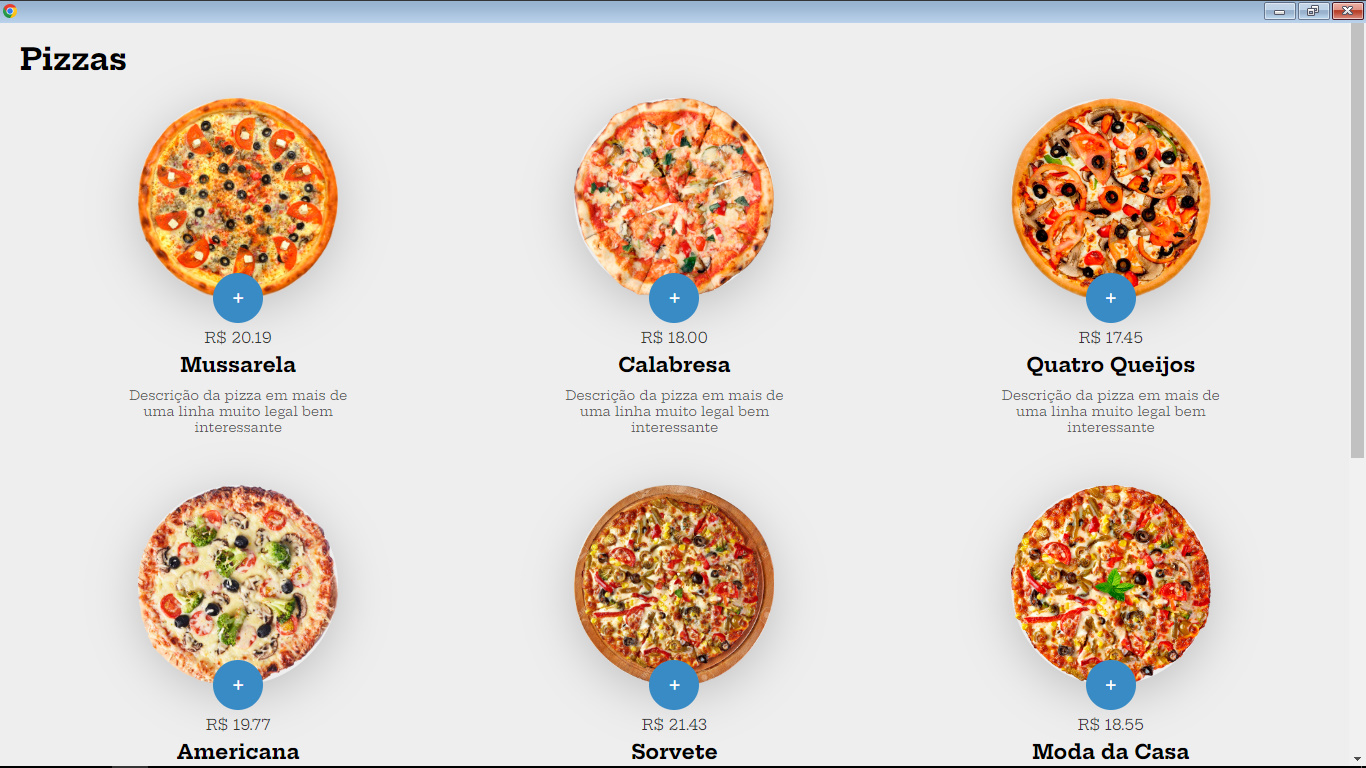 Pizzas
+
+
+
R$ 20.19
R$ 18.00
R$ 17.45
Mussarela
Calabresa
Quatro Queijos
Descrição da pizza em mais de
uma linha muito legal bem
interessante
Descrição da pizza em mais de
uma linha muito legal bem
interessante
Descrição da pizza em mais de
uma linha muito legal bem
interessante
+
+
+
R$ 19.77
R$ 21.43
R$ 18.55
Americana
Sorvete
Moda da Casa